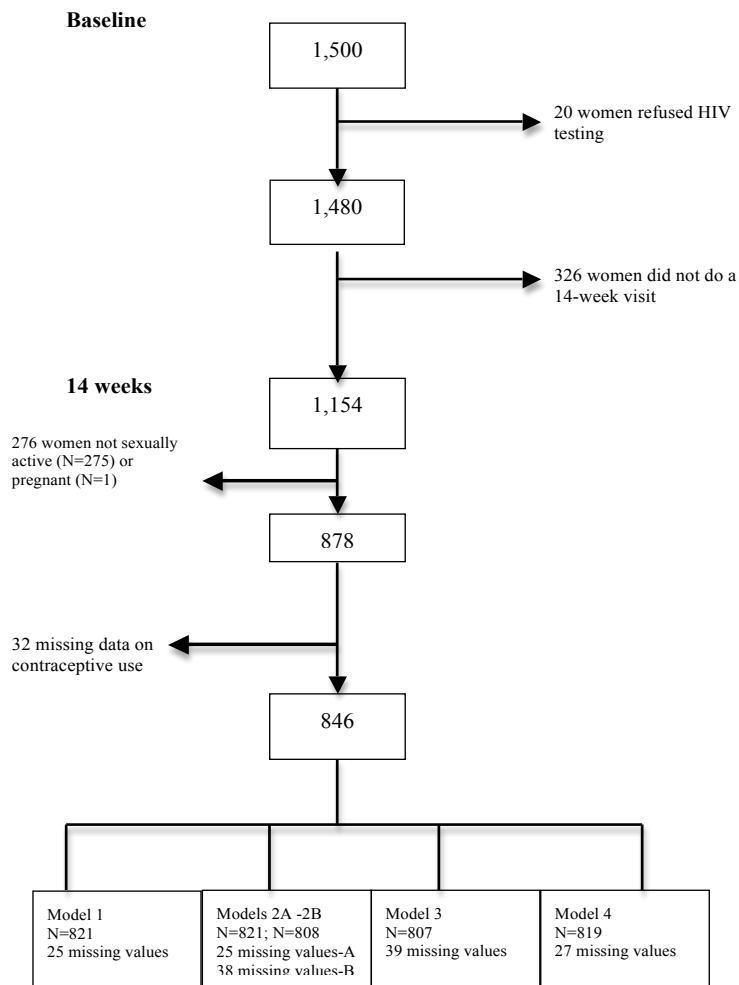 Baseline
1,500
20 women refused HIV
testing
1,480
326 women did not do a
14-week visit
14 weeks
1,154
276 women not sexually
active (N=275) or
pregnant (N=1)
878
32 missing data on
contraceptive use
846
Model 1
N=821
25 missing values
Models 2A -2B
N=821; N=808
25 missing values-A
38 missing values-B
Model 3
N=807
39 missing values
Model 4
N=819
27 missing values